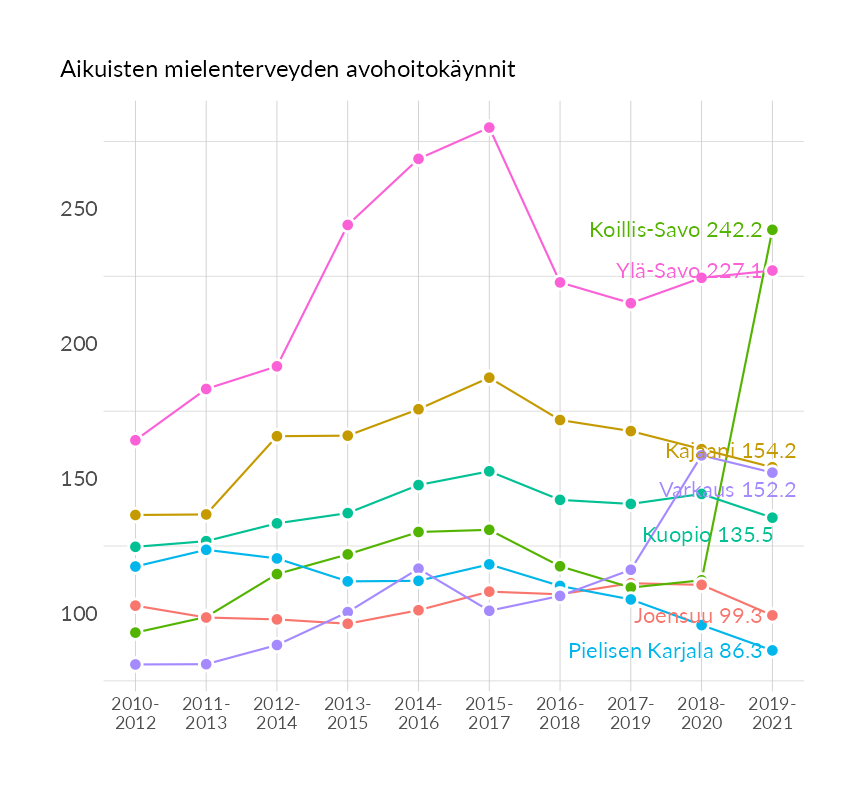 Aikuisten mielenterveyden avohoitokäynnit
250
200
150
100
Koillis-Savo 242.2
Ylä-Savo 227.1
Kajaani 154.2
Varkaus 152.2
Kuopio 135.5
Joensuu 99.3
Pielisen Karjala 86.3
2010- 2011- 2012- 2013- 2014- 2015- 2016- 2017- 2018- 2019-
2012 2013 2014 2015 2016 2017 2018 2019 2020 2021